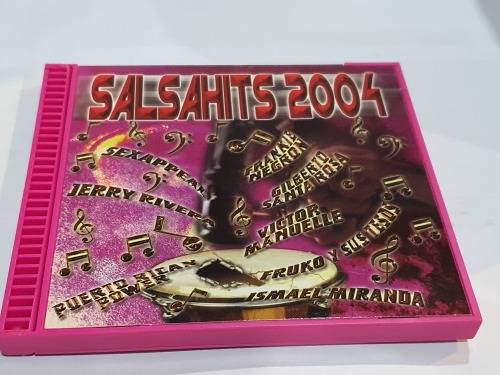 SALSAHITS 2004
SEXAPPEAL
JERRY RIVERA
PUERTO RICAN
POWER
FRANKIE
NEGRON
GILBERTO
SANTA ROSA
VICTOR
MANUELLE
FRUKO Y SUS TESOS
ISMAEL MIRANDA